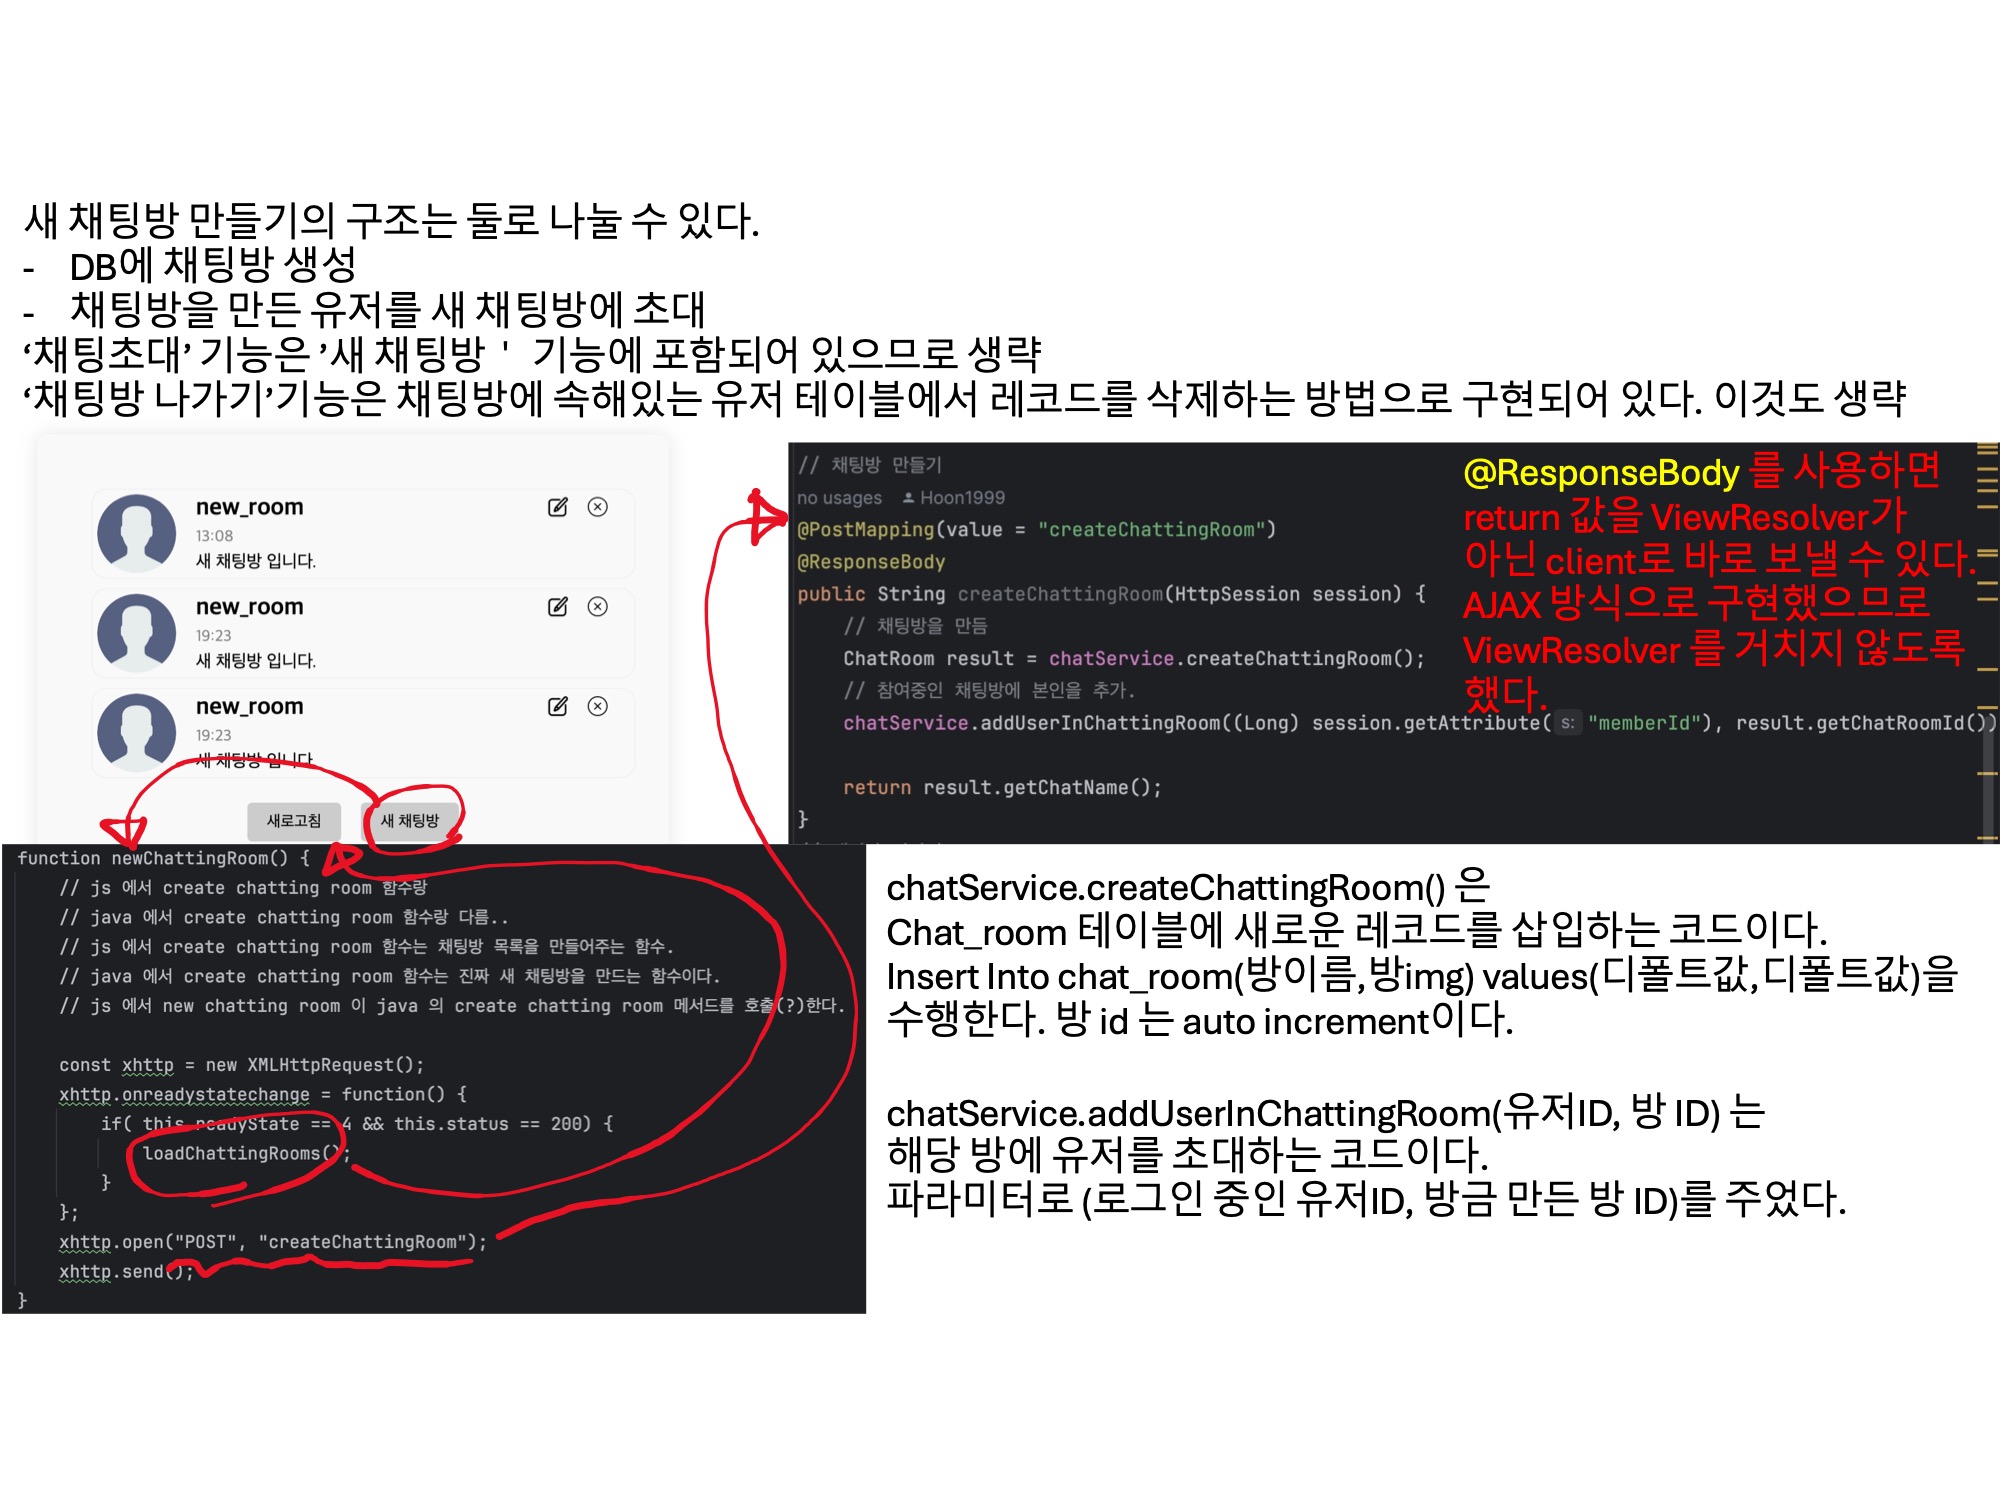 새 채팅방 만들기의 구조는 둘로 나눌 수 있다.
- DB에 채팅방 생성
- 채팅방을 만든 유저를 새 채팅방에 초대
‘채팅초대’ 기능은 ’새 채팅방 ' 기능에 포함되어 있으므로 생략
‘채팅방 나가기’기능은 채팅방에 속해있는 유저 테이블에서 레코드를 삭제하는 방법으로 구현되어 있다. 이것도 생략
new_room
13:08
새 채팅방 입니다.
new_room
19:23
새 채팅방 입니다.
new_room
19:23
새 채팅방 입니다.
새로고침
새 채팅방
function newChattingRoom() {
// js 에서 create chatting room 함수랑
// java 에서 create chatting room 함수랑 다름..
// js 에서 create chatting room 함수는 채팅방 목록을 만들어주는 함수.
// java 에서 create chatting room 함수는 진짜 새 채팅방을 만드는 함수이다.
// js 에서 new chatting room 이 java 의 create chatting room 메서드를 호출(?)한다.
const xhttp = new XMLHttpRequest();
xhttp.onreadystatechange = function() {
if( this.readyState == 4 && this.status == 200) {
loadChattingRooms();
}
};
xhttp.open("POST", "createChattingRoom");
xhttp.send();
}
// 채팅방 만들기
no usages Hoon1999
@PostMapping(value = "createChattingRoom")
@ResponseBody
public String createChattingRoom(HttpSession session) {
// 채팅방을 만듬
ChatRoom result = chatService.createChattingRoom();
// 참여중인 채팅방에 본인을 추가.
chatService.addUserInChattingRoom((Long) session.getAttribute( s: "memberId"), result.getChatRoomId())
return result.getChatName();
}
@ResponseBody 를 사용하면
return 값을 ViewResolver가
아닌 client로 바로 보낼 수 있다.
AJAX 방식으로 구현했으므로
ViewResolver 를 거치지 않도록
했다.
chatService.createChattingRoom() 은
Chat_room 테이블에 새로운 레코드를 삽입하는 코드이다.
Insert Into chat_room(방이름,방img) values(디폴트값,디폴트값)을
수행한다. 방 id 는 auto increment이다.
chatService.addUserInChattingRoom(유저ID, 방 ID) 는
해당 방에 유저를 초대하는 코드이다.
파라미터로 (로그인 중인 유저ID, 방금 만든 방 ID)를 주었다.